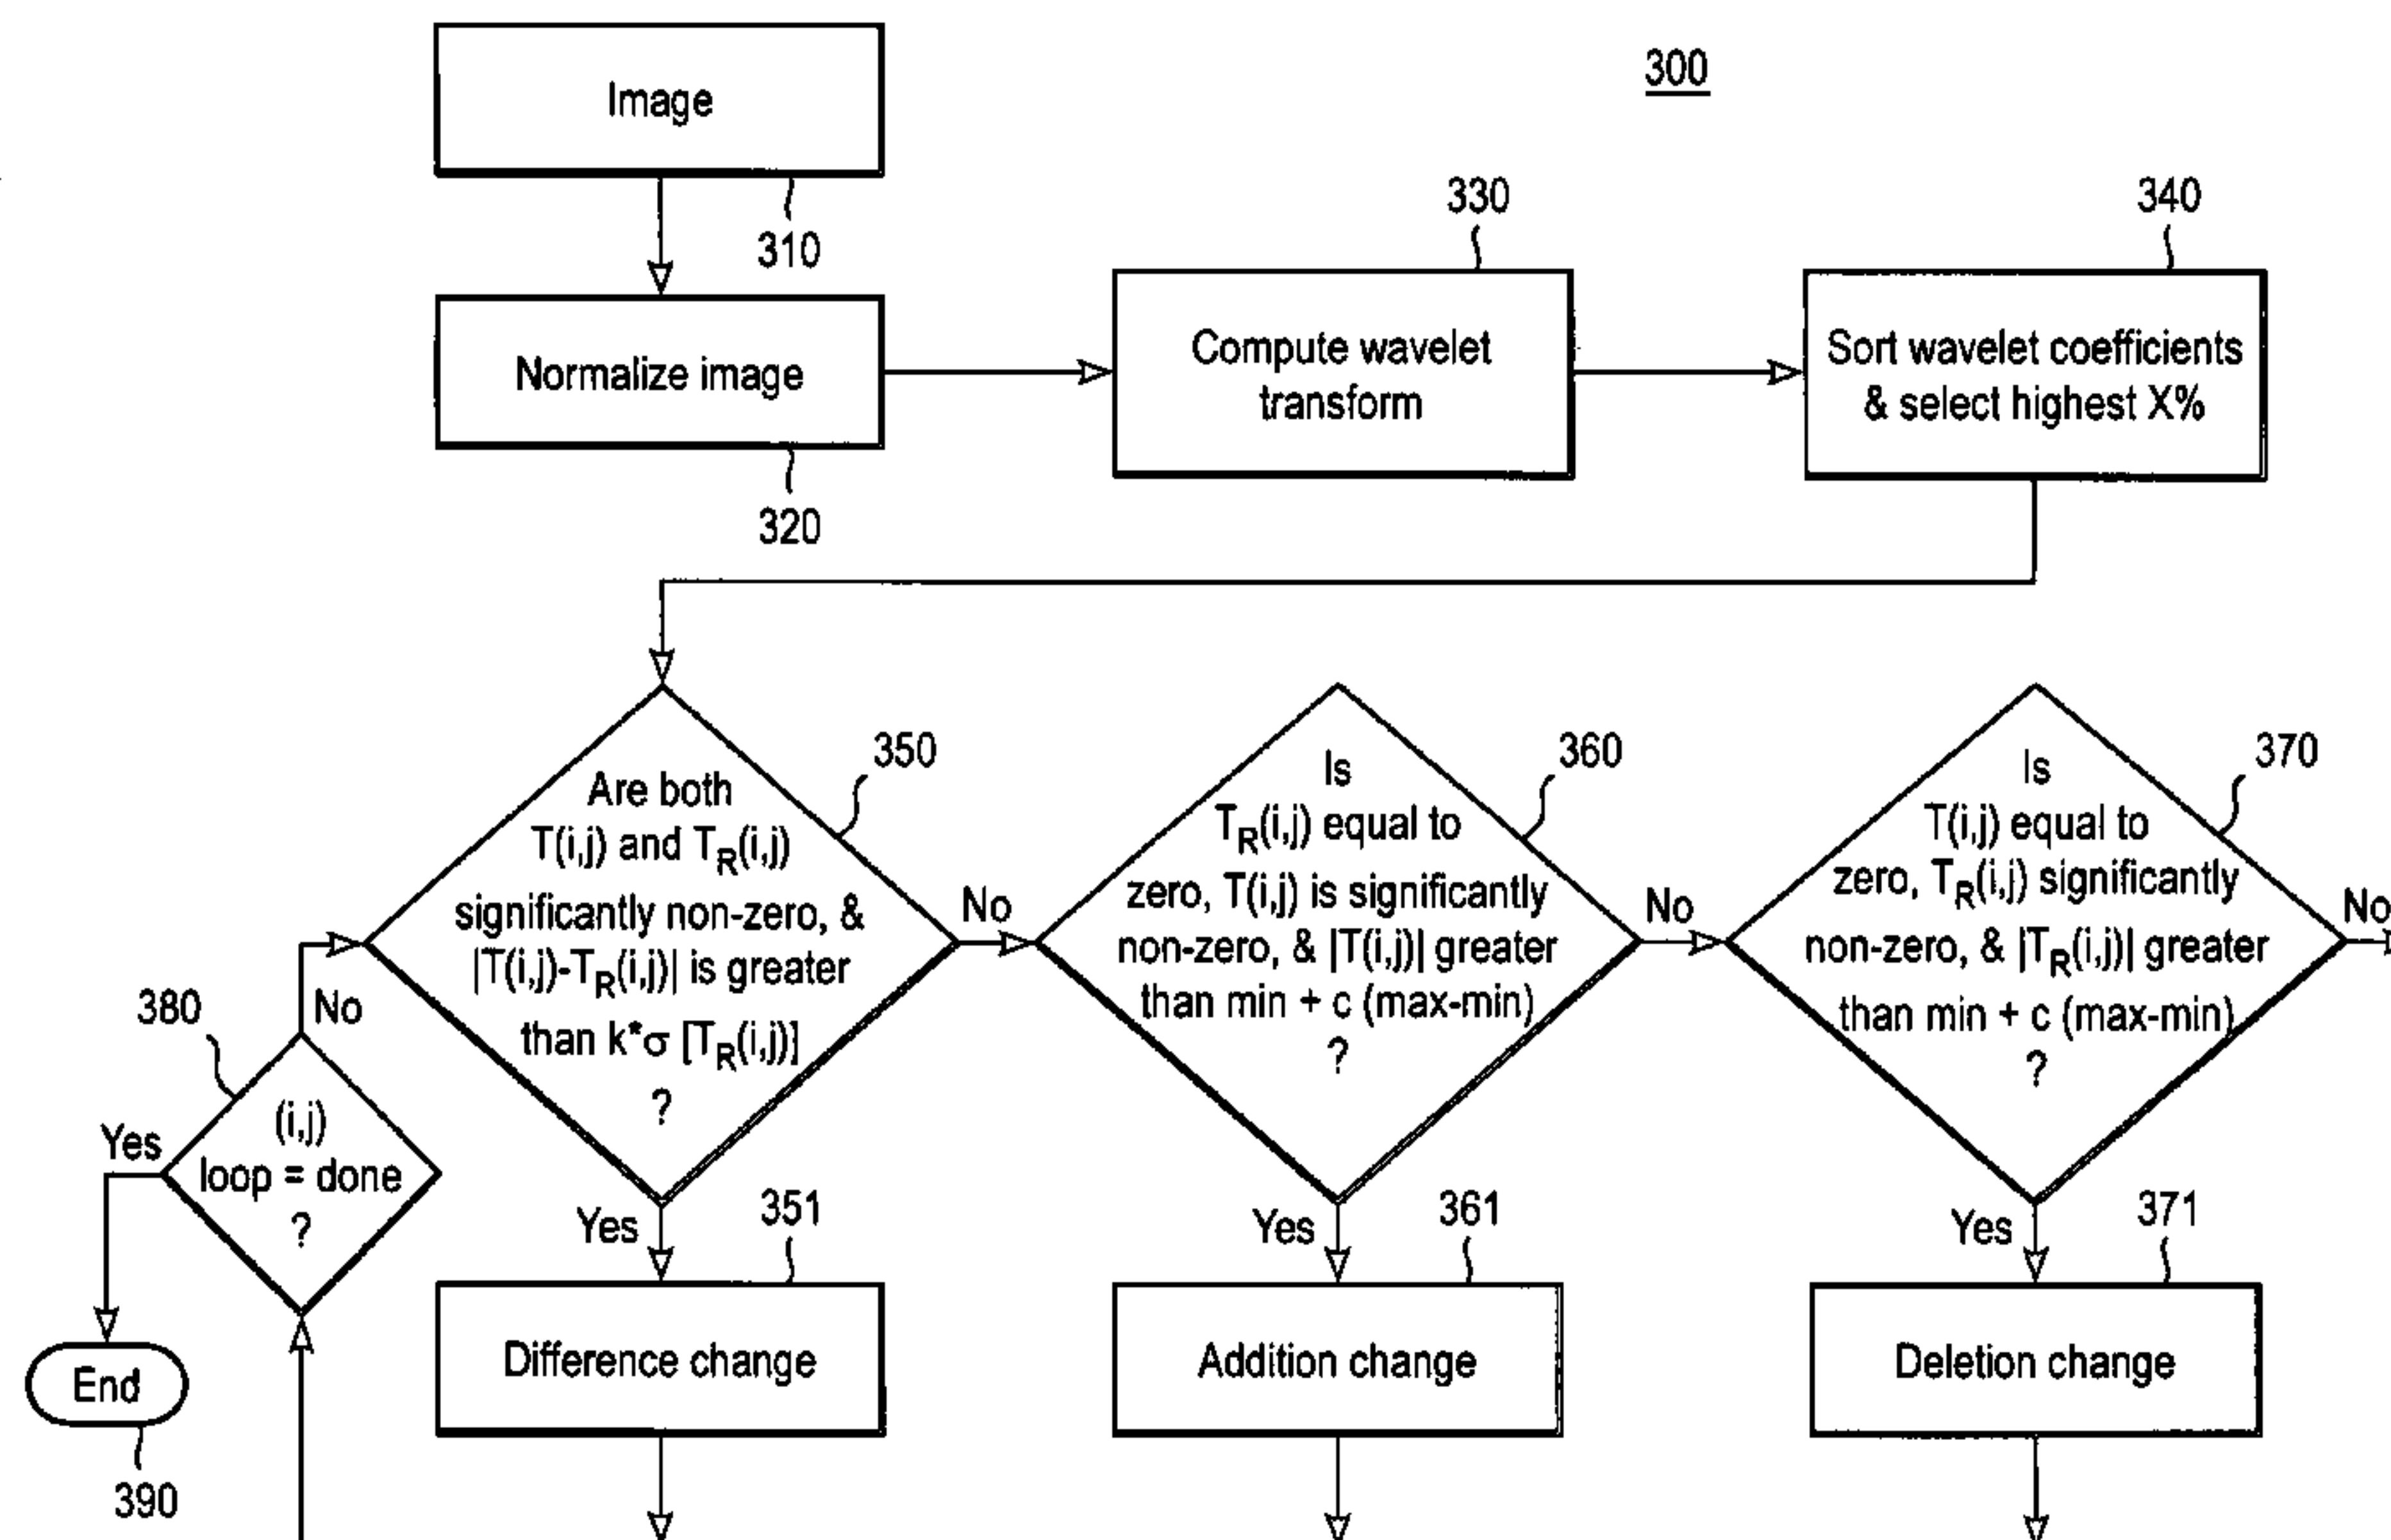 300
Image
310
Normalize image
320
330
Compute wavelet
transform
340
Sort wavelet coefficients
& select highest X%
350
Are both
T(i,j) and T_R(i,j)
significantly non-zero, &
|T(i,j)-T_R(i,j)| is greater
than k*σ [T_R(i,j)]
?
No
Yes
360
Is
T_R(i,j) equal to
zero, T(i,j) is significantly
non-zero, & |T(i,j)| greater
than min + c (max-min)
?
No
Yes
370
Is
T(i,j) equal to
zero, T_R(i,j) significantly
non-zero, & |T_R(i,j)| greater
than min + c (max-min)
?
No
Yes
380
No
(i,j)
loop = done
?
Yes
End
390
351
Difference change
361
Addition change
371
Deletion change